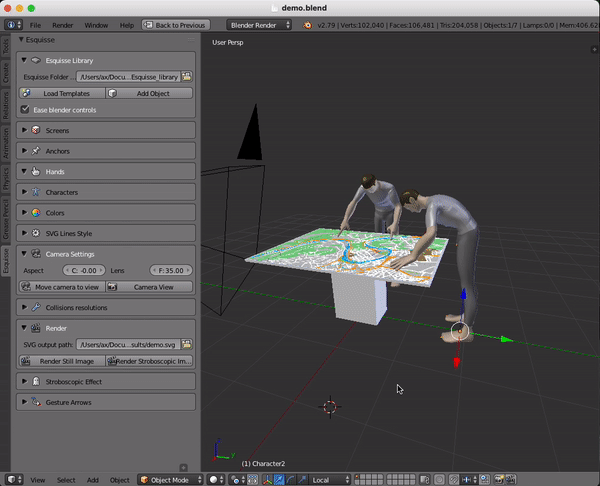 demo.blend
File Render Window Help Back to Previous Blender Render v2.79 | Verts:102,040 | Faces:106,481 | Tris:204,058 | Objects:1/7 | Lamps:0/0 | Mem:406.62
Esquisse
User Persp
Tools
Create
Relations
Animation
Physics
Grease Pencil
Esquisse
Esquisse Library
Esquisse Folder ... /Users/ax/Docu...Esquisse_library
Load Templates Add Object
Ease blender controls
Screens
Anchors
Hands
Characters
Colors
SVG Lines Style
Camera Settings
Aspect C: -0.00 Lens F:35.00
Move camera to view Camera View
Collisions resolutions
Render
SVG output path: /Users/ax/Docu...sults/demo.svg
Render Still Image Render Stroboscopic Im...
Stroboscopic Effect
Gesture Arrows
(1) Character2
View Select Add Object Object Mode Local